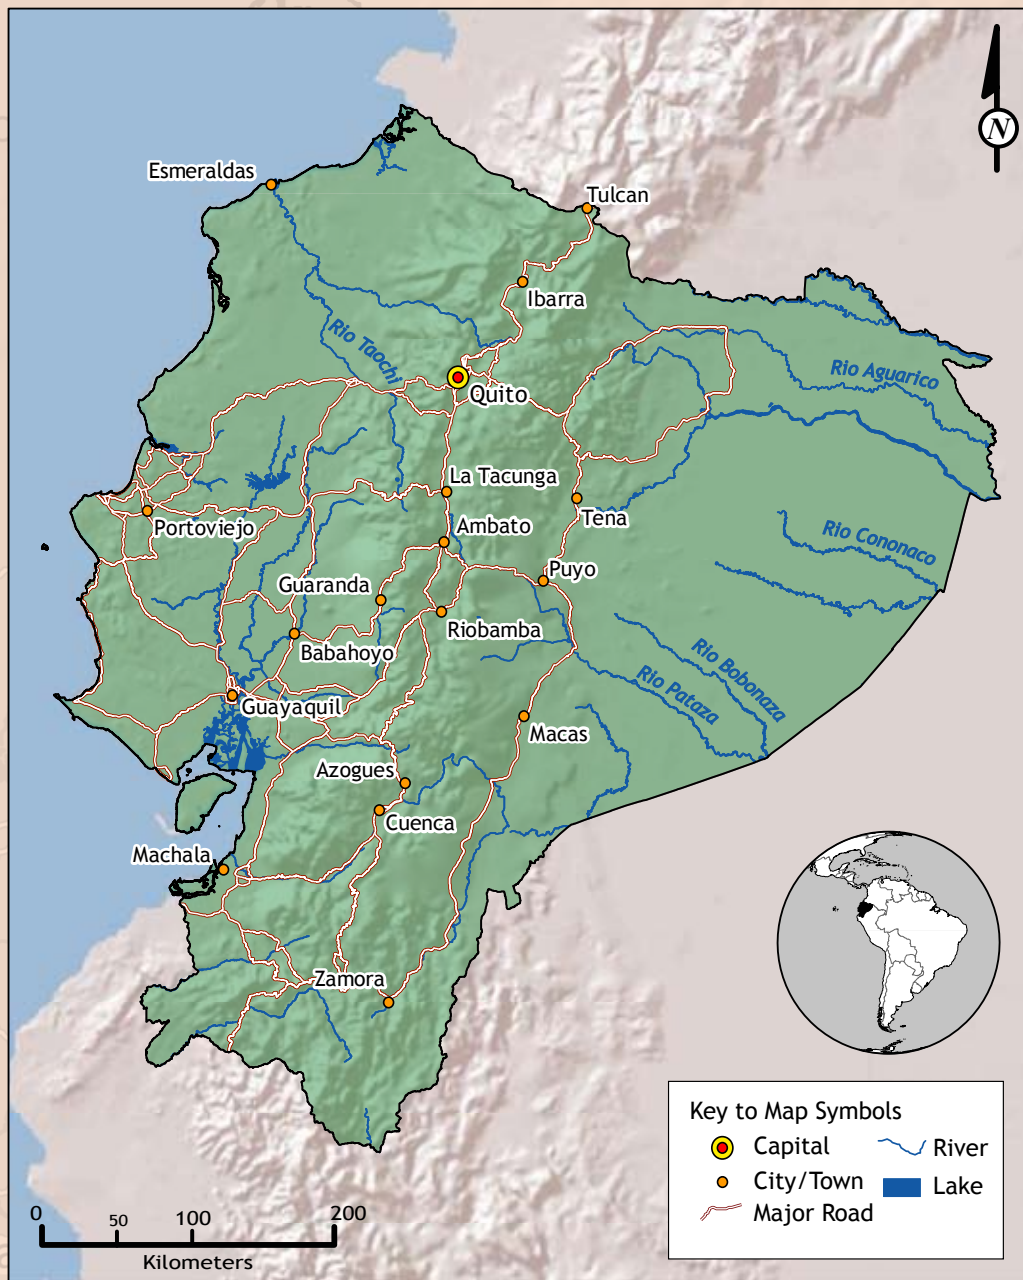 N
Esmeraldas
Tulcan
Ibarra
Rio Taochi
Rio Aguarico
Quito
La Tacunga
Tena
Portoviejo
Ambato
Rio Cononaco
Puyo
Guaranda
Riobamba
Babahoyo
Rio Bobonaza
Rio Pataza
Guayaquil
Macas
Azogues
Cuenca
Machala
Zamora
Key to Map Symbols
Capital
River
City/Town
Lake
Major Road
0 50 100 200
Kilometers